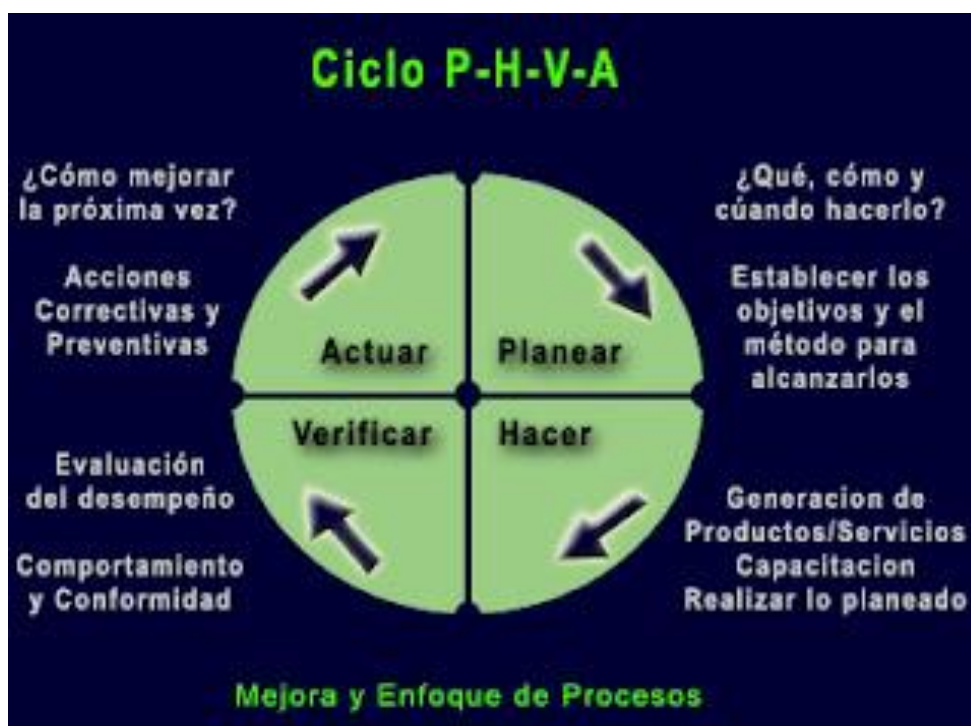 Ciclo P-H-V-A
¿Cómo mejorar
la próxima vez?
Acciones
Correctivas y
Preventivas
¿Qué, cómo y
cúando hacerlo?
Establecer los
objetivos y el
método para
alcanzarlos
Actuar
Planear
Verificar
Hacer
Evaluación
del desempeño
Comportamiento
y Conformidad
Generacion de
Productos/Servicios
Capacitacion
Realizar lo planeado
Mejora y Enfoque de Procesos